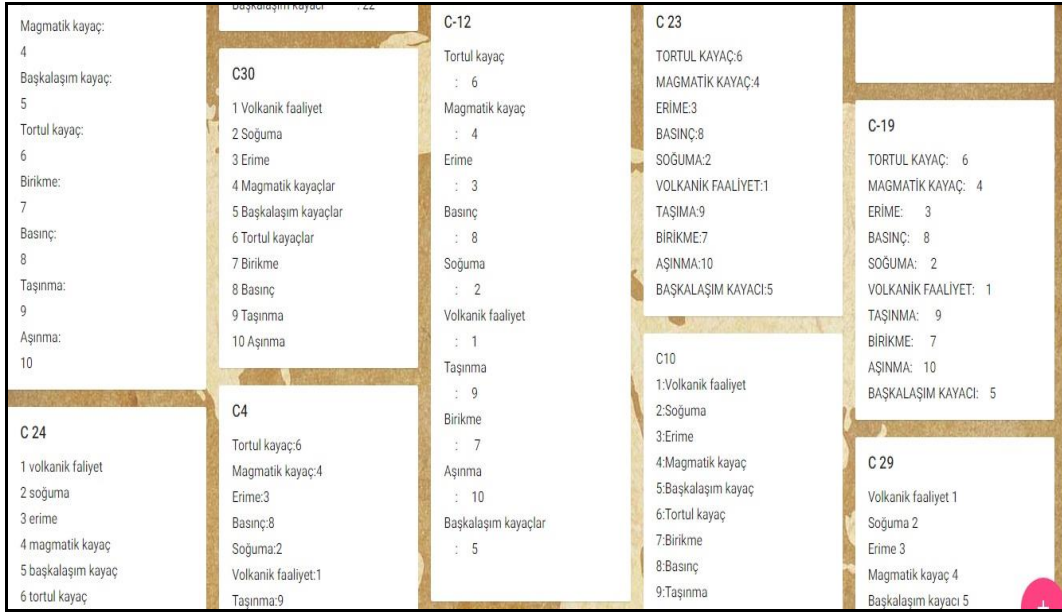 Magmatik kayaç:
4
Başkalaşım kayaç:
5
Tortul kayaç:
6
Birikme:
7
Basınç:
8
Taşınma:
9
Aşınma:
10
C 24
1 volkanik faliyet
2 soğuma
3 erime
4 magmatik kayaç
5 başkalaşım kayaç
6 tortul kayaç
Başkalaşım kayacı : 22
C30
1 Volkanik faaliyet
2 Soğuma
3 Erime
4 Magmatik kayaçlar
5 Başkalaşım kayaçlar
6 Tortul kayaçlar
7 Birikme
8 Basınç
9 Taşınma
10 Aşınma
C4
Tortul kayaç:6
Magmatik kayaç:4
Erime:3
Basınç:8
Soğuma:2
Volkanik faaliyet:1
Taşınma:9
C-12
Tortul kayaç
: 6
Magmatik kayaç
: 4
Erime
: 3
Basınç
: 8
Soğuma
: 2
Volkanik faaliyet
: 1
Taşınma
: 9
Birikme
: 7
Aşınma
: 10
Başkalaşım kayaçlar
: 5
C 23
TORTUL KAYAÇ:6
MAGMATİK KAYAÇ:4
ERİME:3
BASINÇ:8
SOĞUMA:2
VOLKANİK FAALİYET:1
TAŞIMA:9
BİRİKME:7
AŞINMA:10
BAŞKALAŞIM KAYACI:5
C10
1:Volkanik faaliyet
2:Soğuma
3:Erime
4:Magmatik kayaç
5:Başkalaşım kayaç
6:Tortul kayaç
7:Birikme
8:Basınç
9:Taşınma
C-19
TORTUL KAYAÇ: 6
MAGMATİK KAYAÇ: 4
ERİME: 3
BASINÇ: 8
SOĞUMA: 2
VOLKANİK FAALİYET: 1
TAŞINMA: 9
BİRİKME: 7
AŞINMA: 10
BAŞKALAŞIM KAYACI: 5
C 29
Volkanik faaliyet 1
Soğuma 2
Erime 3
Magmatik kayaç 4
Başkalaşım kayacı 5